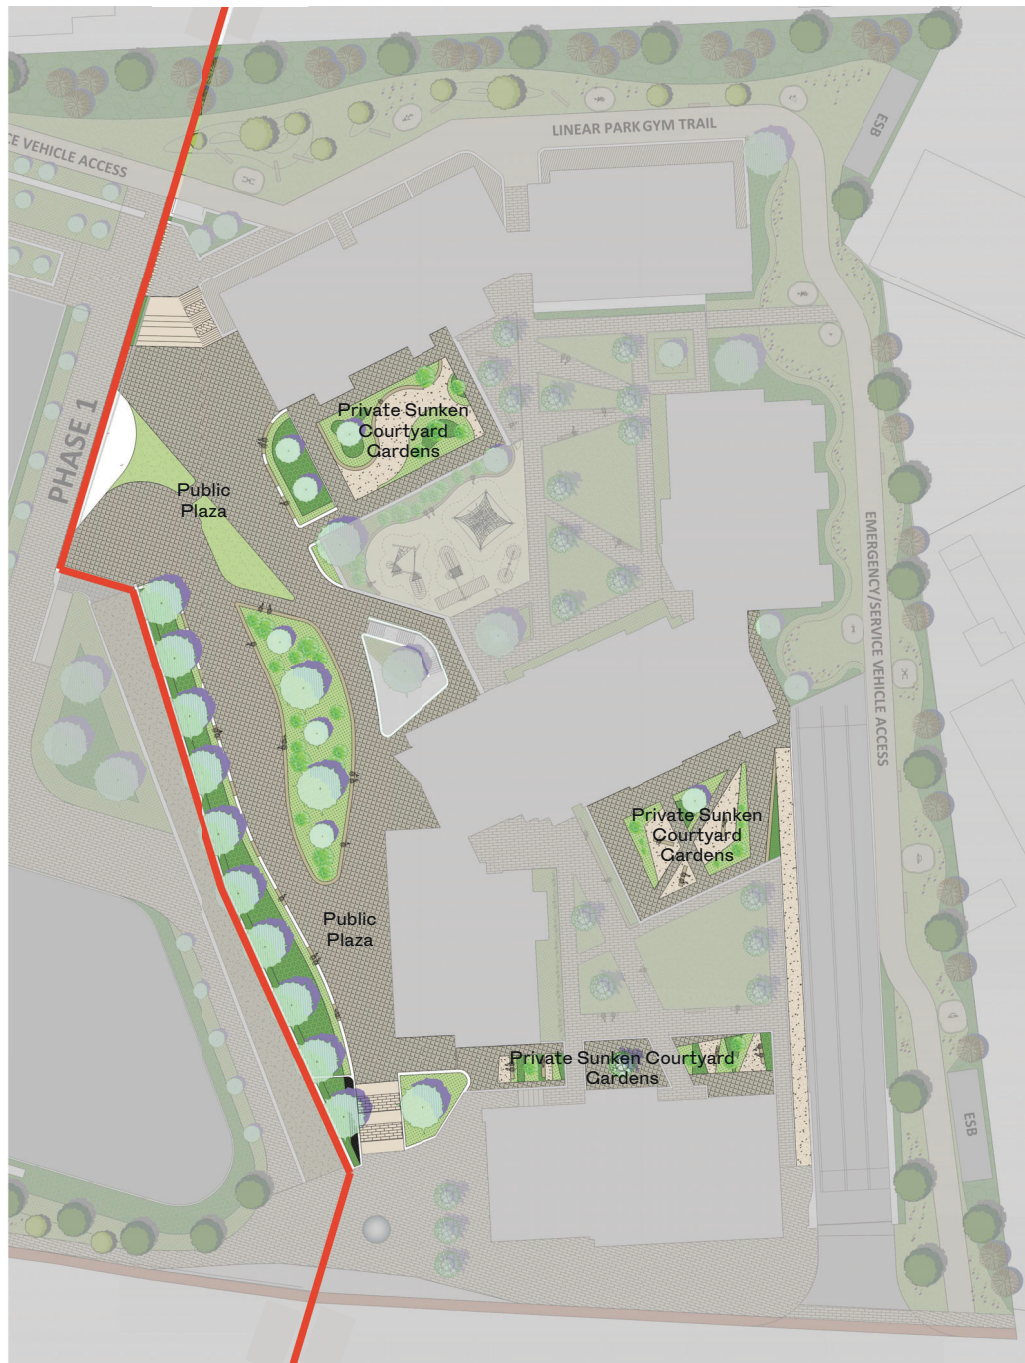 CE VEHICLE ACCESS
LINEAR PARK GYM TRAIL
ESB
PHASE 1
Private Sunken
Courtyard
Gardens
Public
Plaza
EMERGENCY/SERVICE VEHICLE ACCESS
Private Sunken
Courtyard
Gardens
Public
Plaza
Private Sunken Courtyard
Gardens
ESB